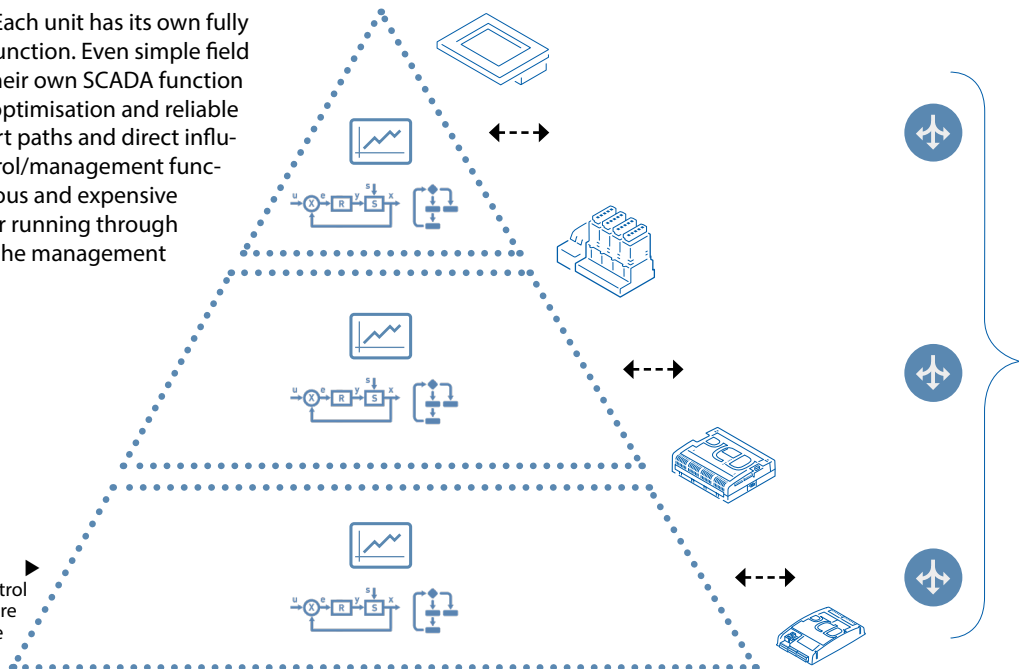 Each unit has its own fully
unction. Even simple field
heir own SCADA function
optimisation and reliable
rt paths and direct influ-
rol/management func-
ous and expensive
r running through
he management
s
u e y x
X R S
s
u e y x
X R S
s
u e y x
X R S
trol
re
e